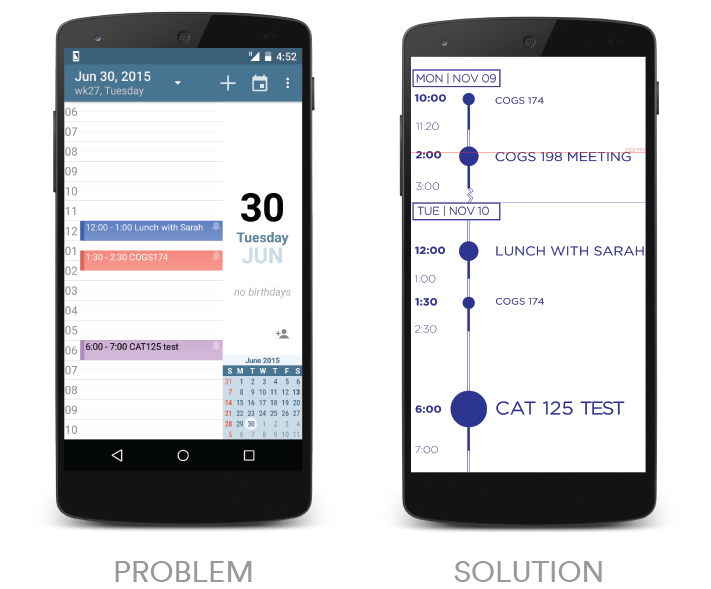 4:52
Jun 30, 2015
wk27, Tuesday
06
07
08
09
10
11
12
12:00 - 1:00 Lunch with Sarah
01
1:30 - 2:30 COGS174
02
03
04
05
06
6:00 - 7:00 CAT125 test
07
08
09
10
30
Tuesday
JUN
no birthdays
June 2015
S M T W T F S
31 1 2 3 4 5 6
7 8 9 10 11 12 13
14 15 16 17 18 19 20
21 22 23 24 25 26 27
28 29 30 1 2 3 4
5 6 7 8 9 10 11
PROBLEM
MON | NOV 09
10:00 COGS 174
11:20
2:02 PM
2:00 COGS 198 MEETING
3:00
TUE | NOV 10
12:00 LUNCH WITH SARAH
1:00
1:30 COGS 174
2:30
6:00 CAT 125 TEST
7:00
SOLUTION